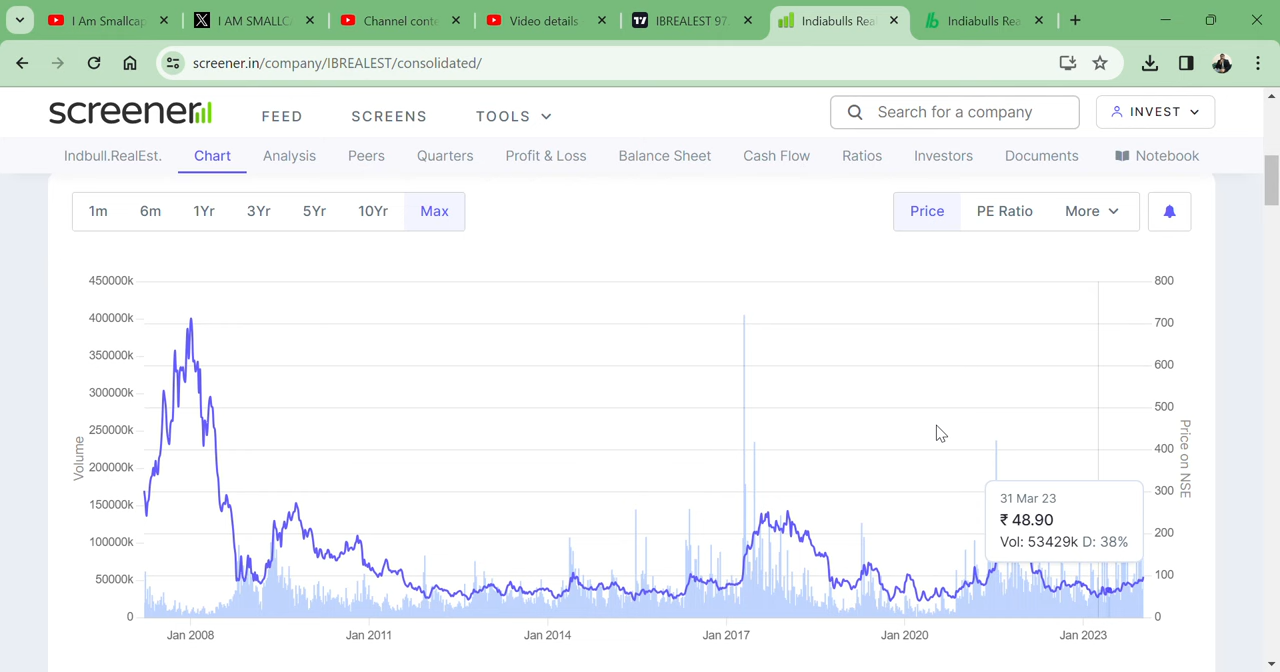 I Am Smallcap
I AM SMALLC
Channel conte
Video details
IBREALEST 97.
Indiabulls Rea
Indiabulls Rea
screener.in/company/IBREALEST/consolidated/
screener FEED SCREENS TOOLS Search for a company INVEST
Indbull.RealEst. Chart Analysis Peers Quarters Profit & Loss Balance Sheet Cash Flow Ratios Investors Documents Notebook
1m 6m 1Yr 3Yr 5Yr 10Yr Max Price PE Ratio More
450000k 800
400000k 700
350000k 600
300000k 500
250000k 400
200000k 300
150000k 200
100000k 100
50000k 0
0
Volume
Price on NSE
31 Mar 23
₹ 48.90
Vol: 53429k D: 38%
Jan 2008 Jan 2011 Jan 2014 Jan 2017 Jan 2020 Jan 2023